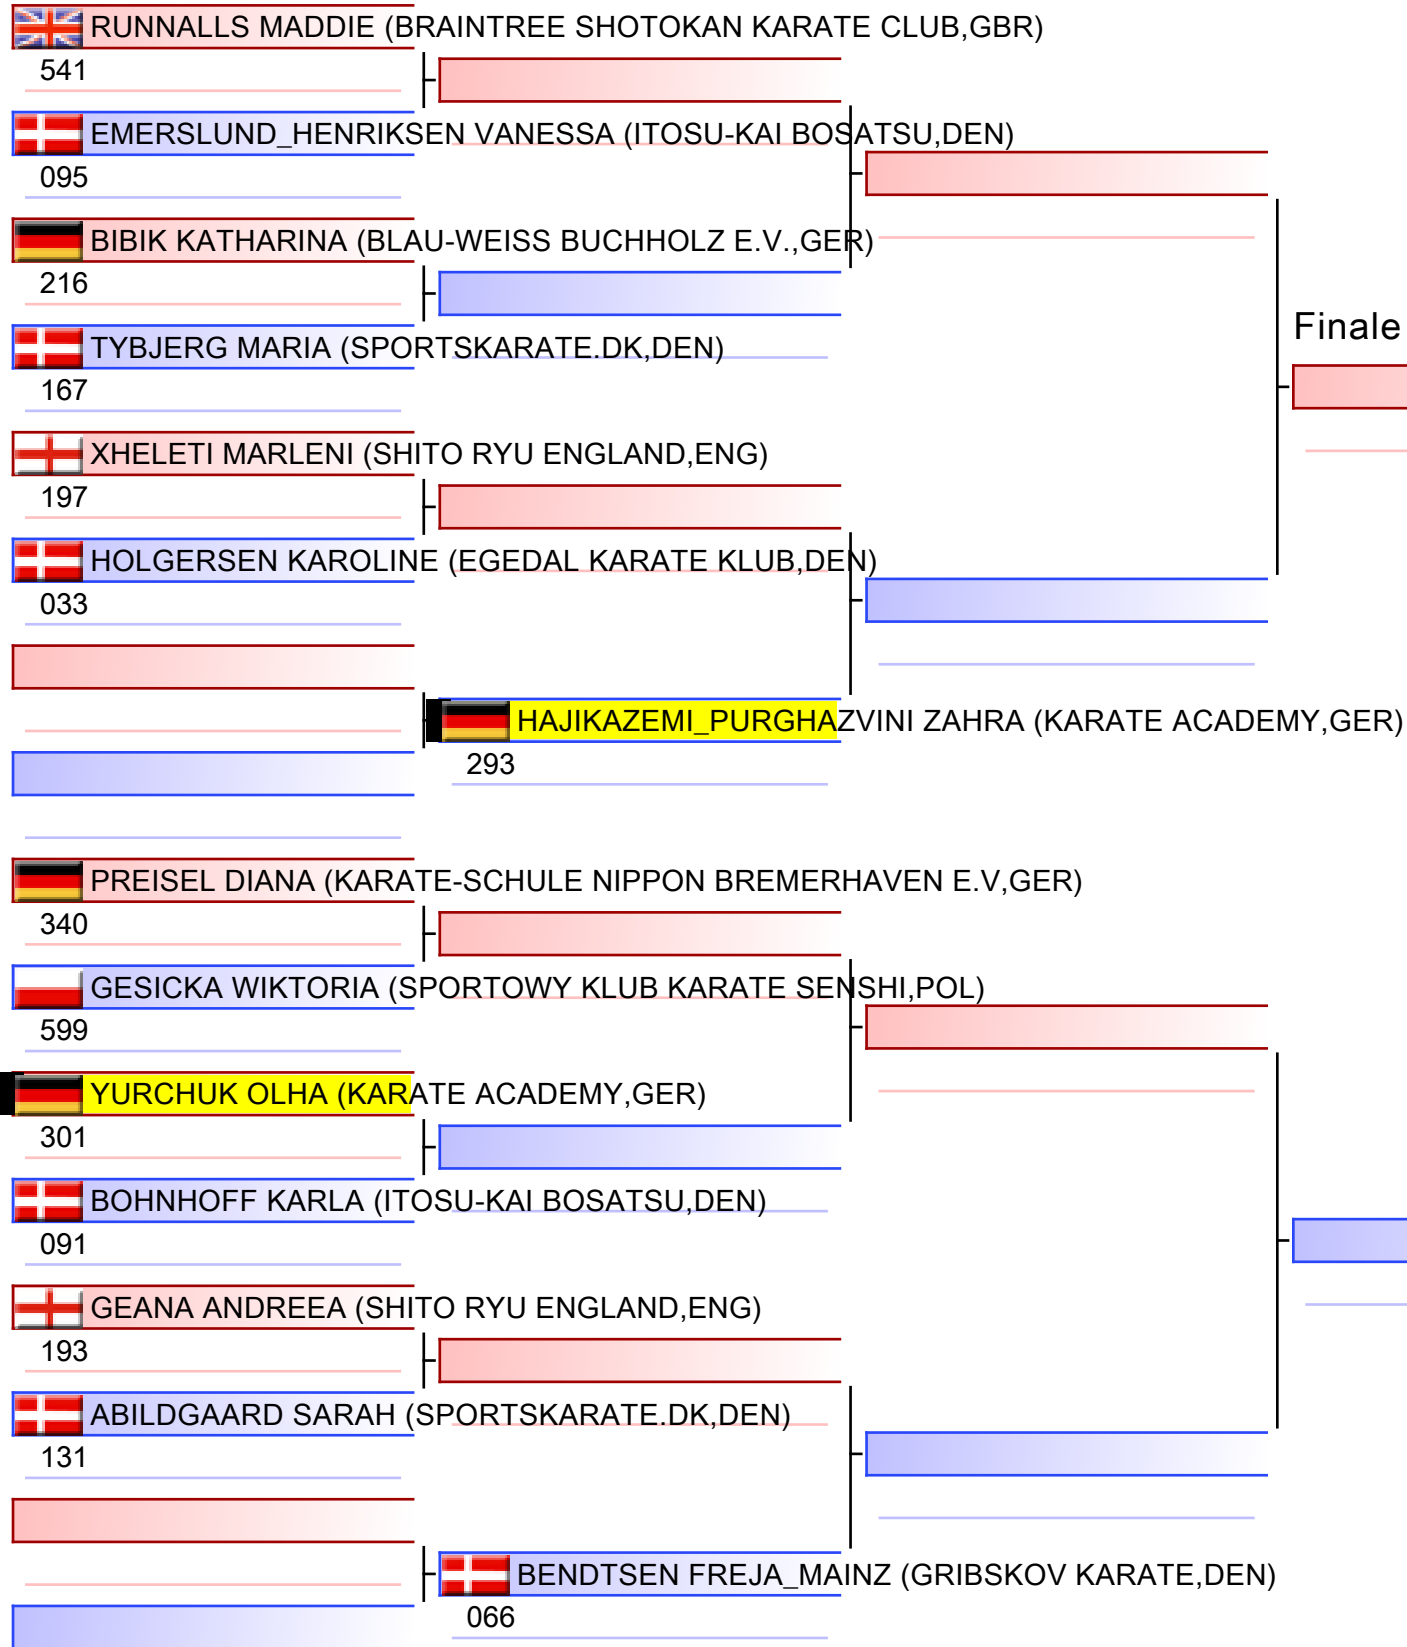 RUNNALLS MADDIE (BRAINTREE SHOTOKAN KARATE CLUB,GBR)
541
EMERSLUND_HENRIKSEN VANESSA (ITOSU-KAI BOSATSU,DEN)
095
BIBIK KATHARINA (BLAU-WEISS BUCHHOLZ E.V.,GER)
216
Finale
TYBJERG MARIA (SPORTSKARATE.DK,DEN)
167
XHELETI MARLENI (SHITO RYU ENGLAND,ENG)
197
HOLGERSEN KAROLINE (EGEDAL KARATE KLUB,DEN)
033
HAJIKAZEMI_PURGHAZVINI ZAHRA (KARATE ACADEMY,GER)
293
PREISEL DIANA (KARATE-SCHULE NIPPON BREMERHAVEN E.V,GER)
340
GESICKA WIKTORIA (SPORTOWY KLUB KARATE SENSHI,POL)
599
YURCHUK OLHA (KARATE ACADEMY,GER)
301
BOHNHOFF KARLA (ITOSU-KAI BOSATSU,DEN)
091
GEANA ANDREEA (SHITO RYU ENGLAND,ENG)
193
ABILDGAARD SARAH (SPORTSKARATE.DK,DEN)
131
BENDTSEN FREJA_MAINZ (GRIBSKOV KARATE,DEN)
066